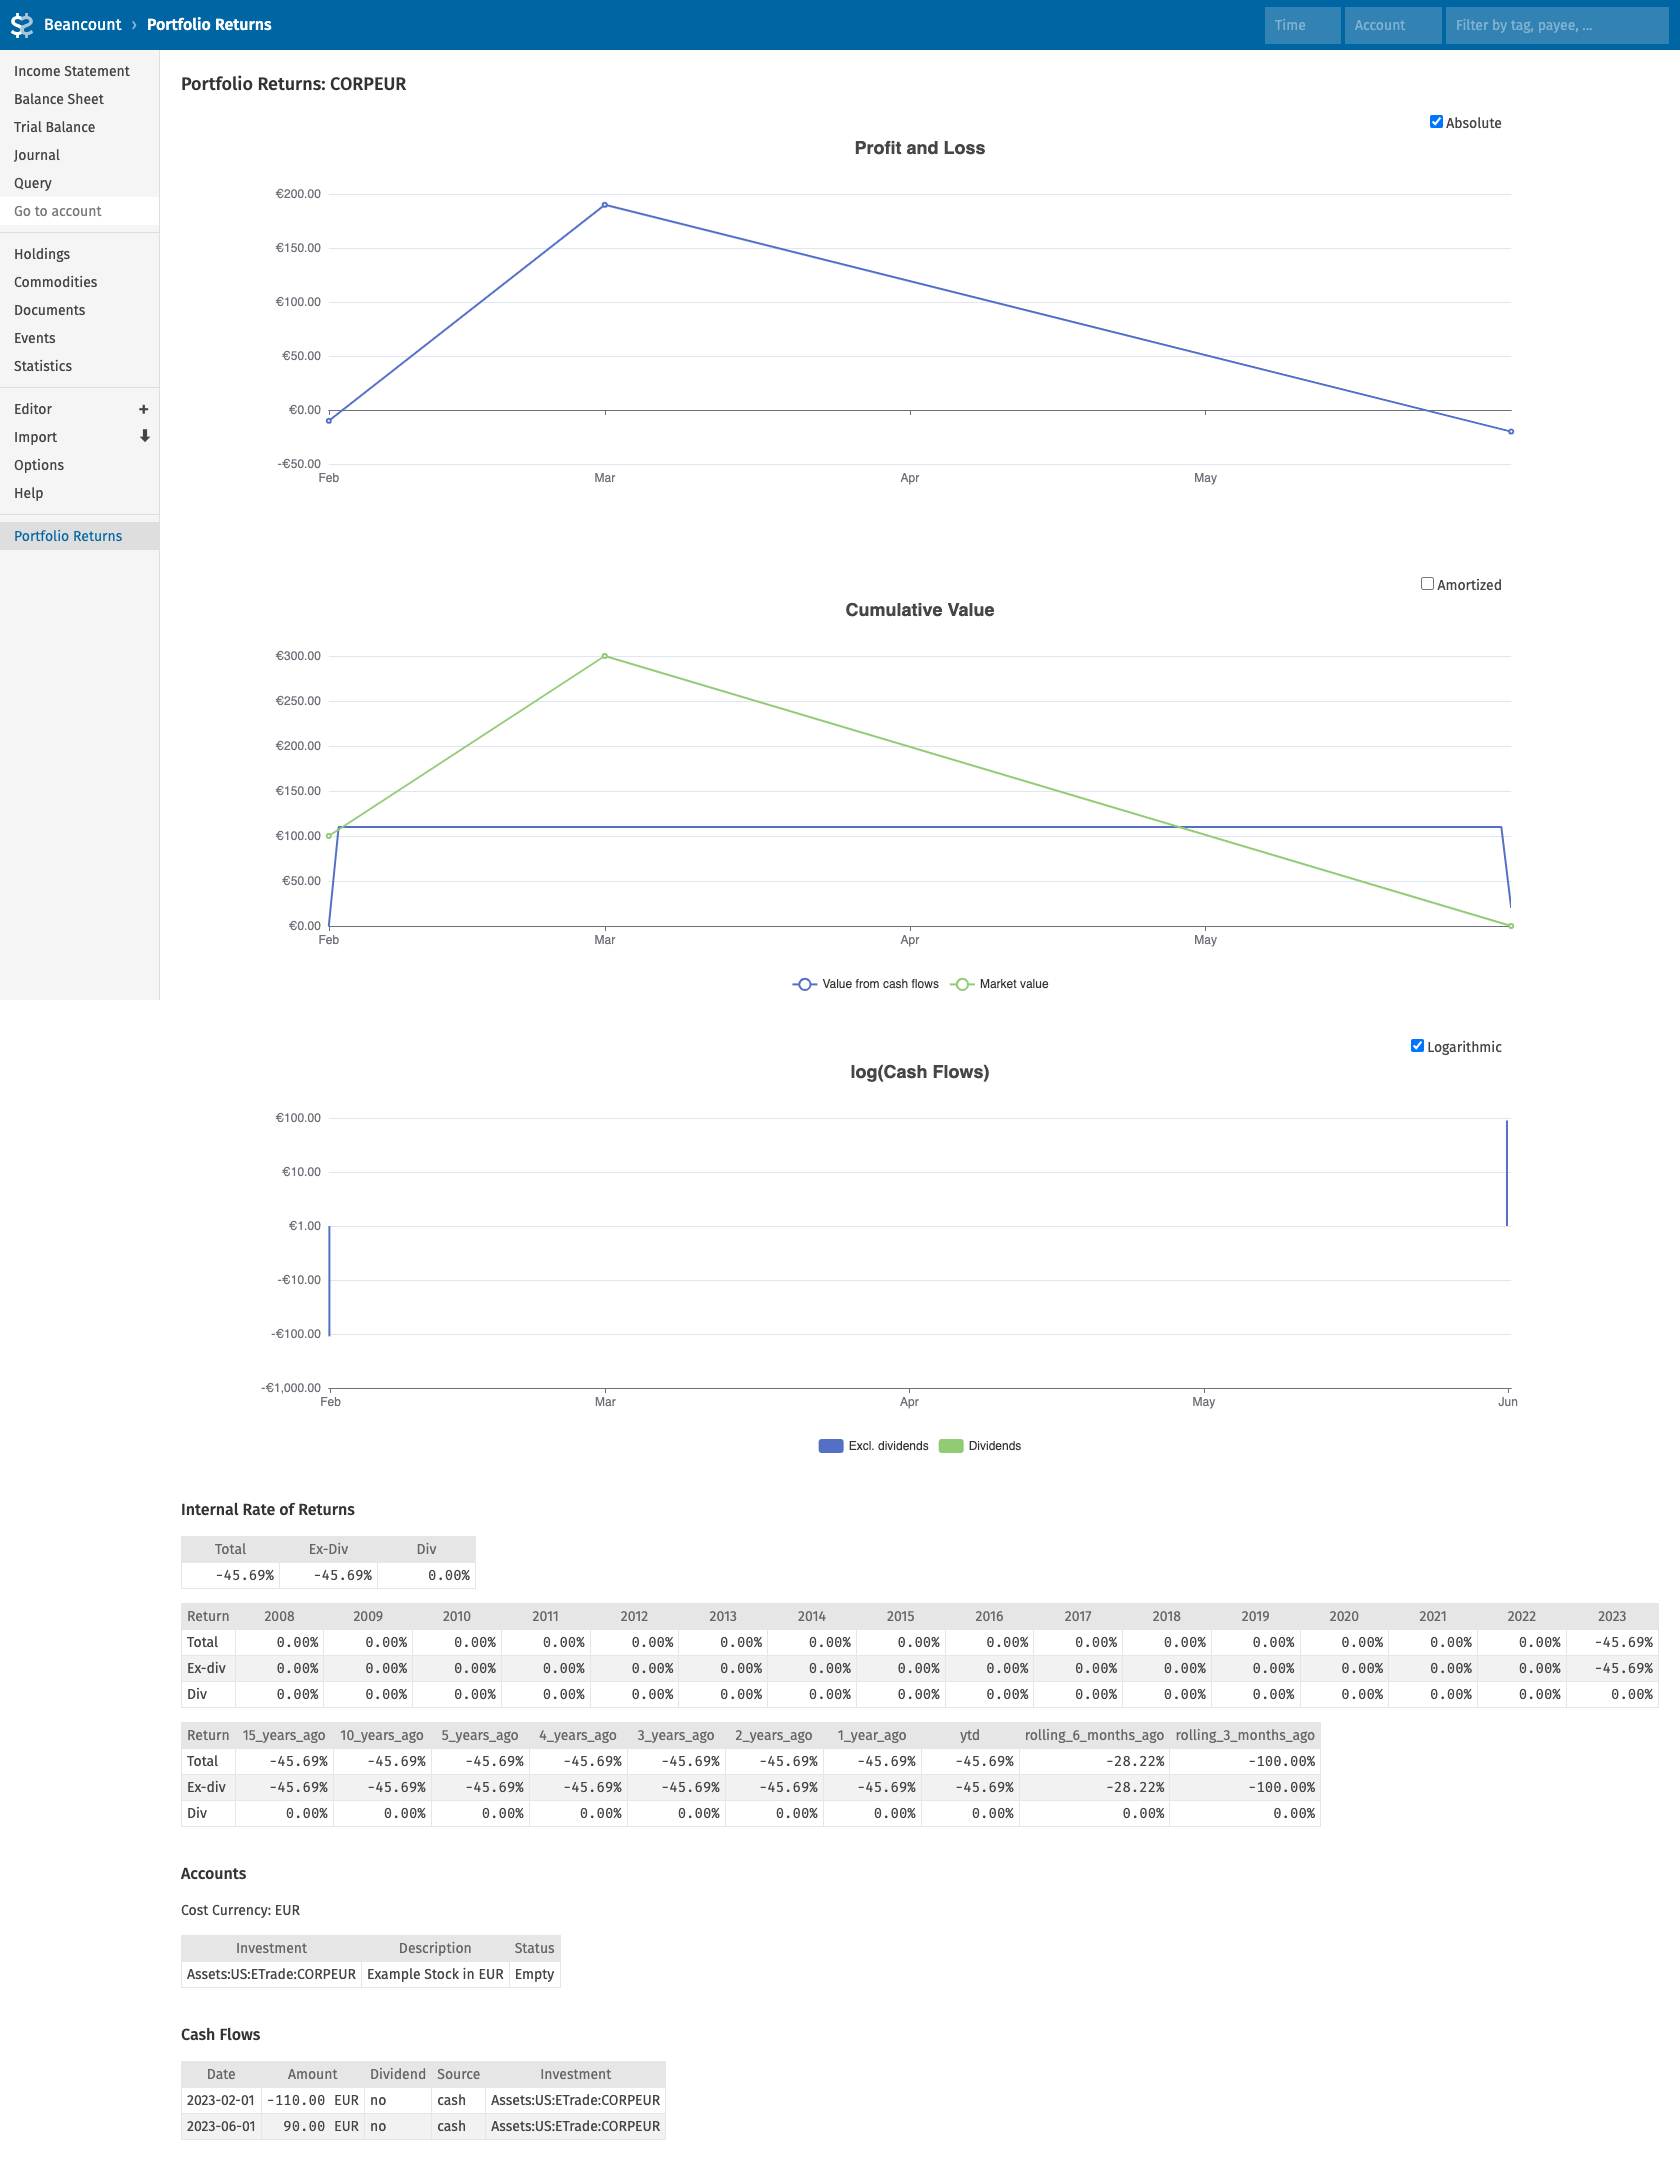 Beancount › Portfolio Returns
Time
Account
Filter by tag, payee, ...
Income Statement
Balance Sheet
Trial Balance
Journal
Query
Go to account
Holdings
Commodities
Documents
Events
Statistics
Editor +
Import
Options
Help
Portfolio Returns
Portfolio Returns: CORPEUR
Absolute
Profit and Loss
€200.00
€150.00
€100.00
€50.00
€0.00
-€50.00
Feb Mar Apr May
Amortized
Cumulative Value
€300.00
€250.00
€200.00
€150.00
€100.00
€50.00
€0.00
Feb Mar Apr May
Value from cash flows Market value
Logarithmic
log(Cash Flows)
€100.00
€10.00
€1.00
-€10.00
-€100.00
-€1,000.00
Feb Mar Apr May Jun
Excl. dividends Dividends
Internal Rate of Returns
Total Ex-Div Div
-45.69% -45.69% 0.00%
Return 2008 2009 2010 2011 2012 2013 2014 2015 2016 2017 2018 2019 2020 2021 2022 2023
Total 0.00% 0.00% 0.00% 0.00% 0.00% 0.00% 0.00% 0.00% 0.00% 0.00% 0.00% 0.00% 0.00% 0.00% 0.00% -45.69%
Ex-div 0.00% 0.00% 0.00% 0.00% 0.00% 0.00% 0.00% 0.00% 0.00% 0.00% 0.00% 0.00% 0.00% 0.00% 0.00% -45.69%
Div 0.00% 0.00% 0.00% 0.00% 0.00% 0.00% 0.00% 0.00% 0.00% 0.00% 0.00% 0.00% 0.00% 0.00% 0.00% 0.00%
Return 15_years_ago 10_years_ago 5_years_ago 4_years_ago 3_years_ago 2_years_ago 1_year_ago ytd rolling_6_months_ago rolling_3_months_ago
Total -45.69% -45.69% -45.69% -45.69% -45.69% -45.69% -45.69% -45.69% -28.22% -100.00%
Ex-div -45.69% -45.69% -45.69% -45.69% -45.69% -45.69% -45.69% -45.69% -28.22% -100.00%
Div 0.00% 0.00% 0.00% 0.00% 0.00% 0.00% 0.00% 0.00% 0.00% 0.00%
Accounts
Cost Currency: EUR
Investment Description Status
Assets:US:ETrade:CORPEUR Example Stock in EUR Empty
Cash Flows
Date Amount Dividend Source Investment
2023-02-01 -110.00 EUR no cash Assets:US:ETrade:CORPEUR
2023-06-01 90.00 EUR no cash Assets:US:ETrade:CORPEUR